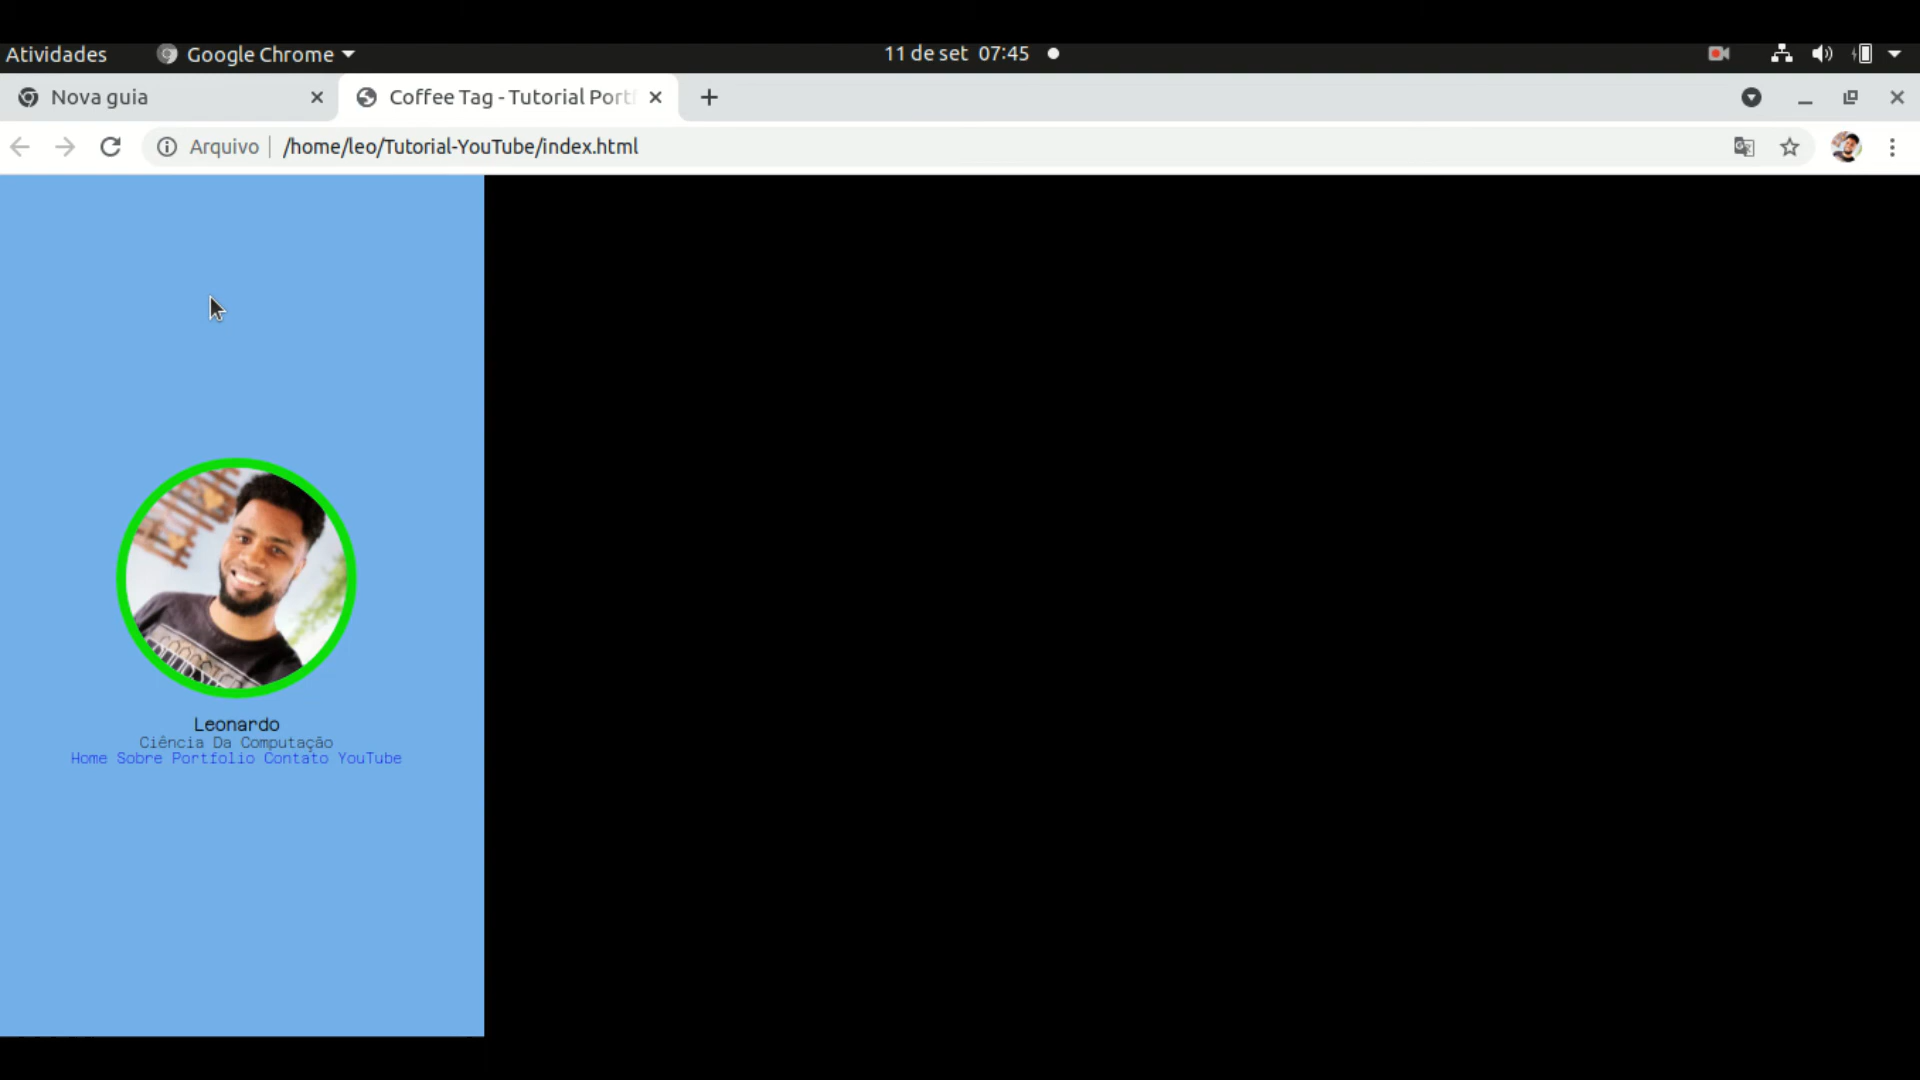 Atividades Google Chrome 11 de set 07:45
Nova guia Coffee Tag - Tutorial Port
Arquivo /home/leo/Tutorial-YouTube/index.html
Leonardo
Ciência Da Computação
Home Sobre Portfolio Contato YouTube